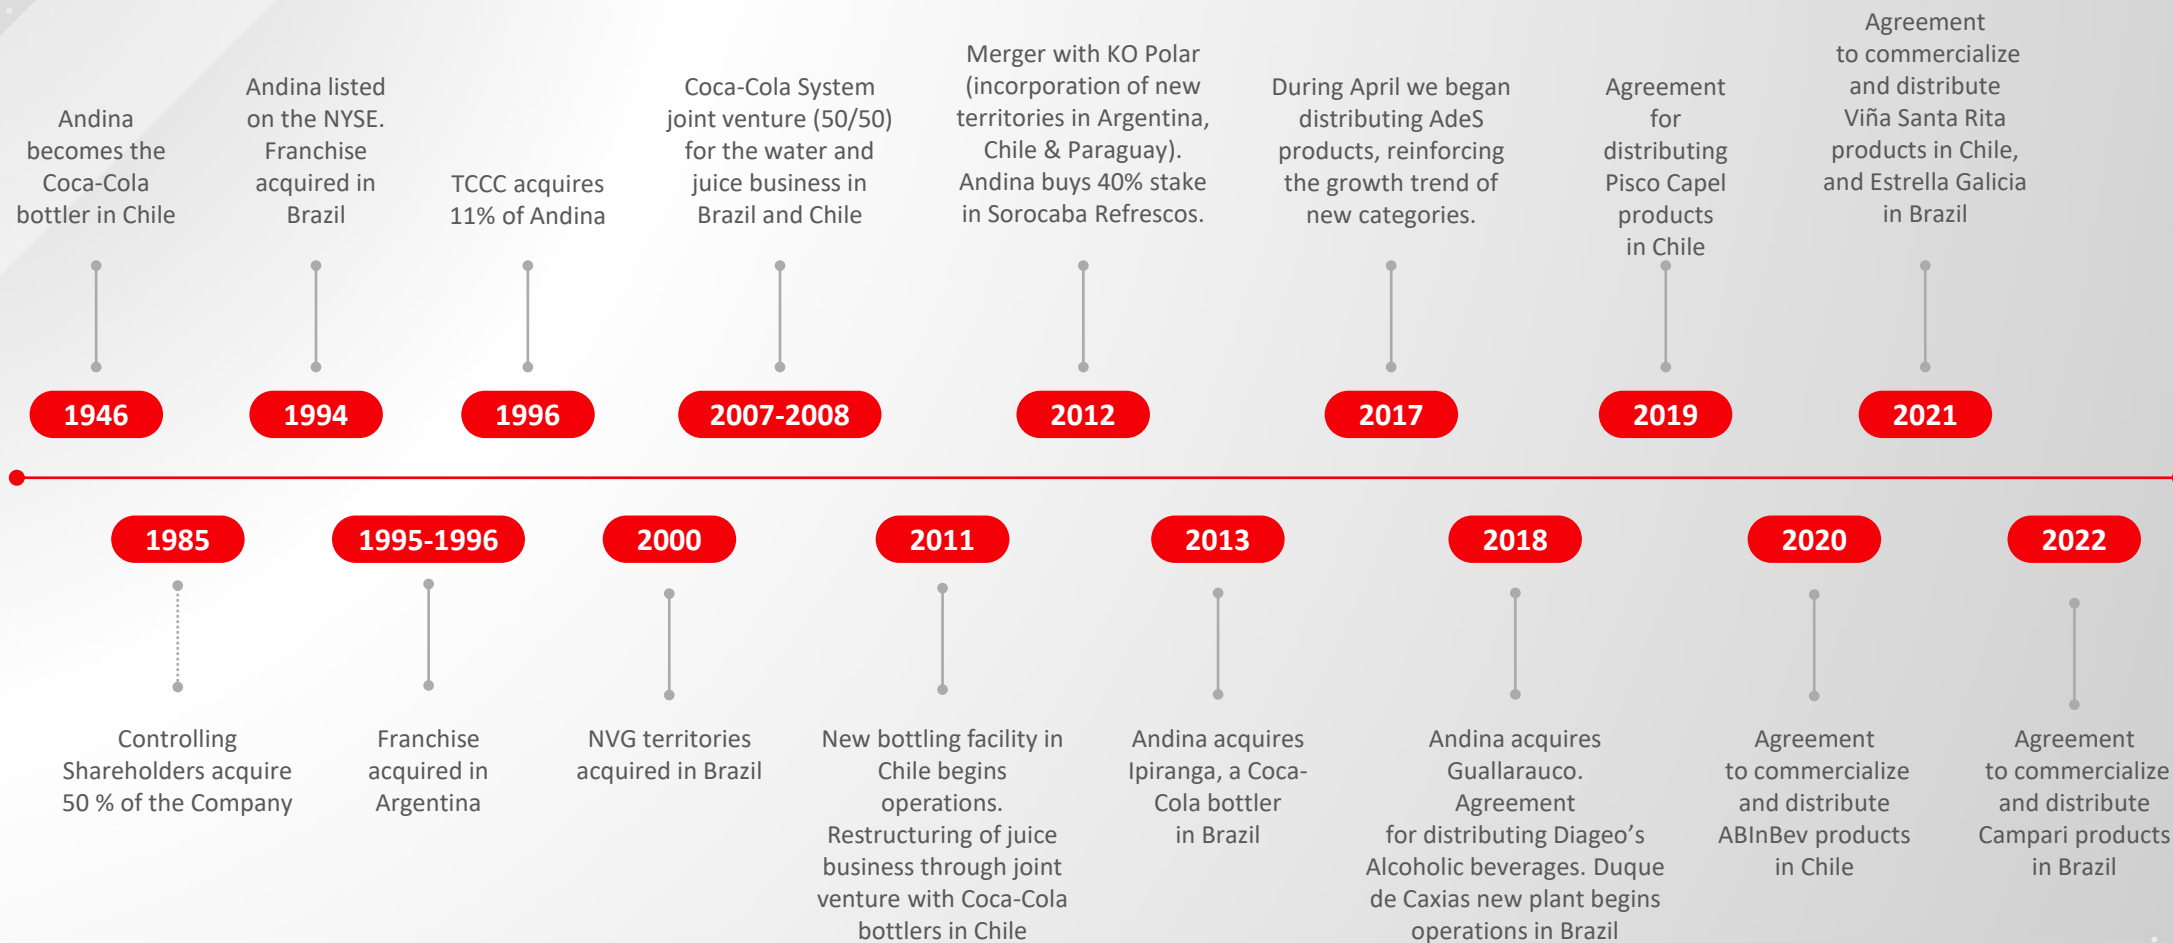 Andina
becomes the
Coca-Cola
bottler in Chile
Andina listed
on the NYSE.
Franchise
acquired in
Brazil
TCCC acquires
11% of Andina
Coca-Cola System
joint venture (50/50)
for the water and
juice business in
Brazil and Chile
Merger with KO Polar
(incorporation of new
territories in Argentina,
Chile & Paraguay).
Andina buys 40% stake
in Sorocaba Refrescos.
During April we began
distributing AdeS
products, reinforcing
the growth trend of
new categories.
Agreement
for
distributing
Pisco Capel
products
in Chile
Agreement
to commercialize
and distribute
Viña Santa Rita
products in Chile,
and Estrella Galicia
in Brazil
1946
1994
1996
2007-2008
2012
2017
2019
2021
1985
1995-1996
2000
2011
2013
2018
2020
2022
Controlling
Shareholders acquire
50 % of the Company
Franchise
acquired in
Argentina
NVG territories
acquired in Brazil
New bottling facility in
Chile begins
operations.
Restructuring of juice
business through joint
venture with Coca-Cola
bottlers in Chile
Andina acquires
Ipiranga, a Coca-
Cola bottler
in Brazil
Andina acquires
Guallarauco.
Agreement
for distributing Diageo’s
Alcoholic beverages. Duque
de Caxias new plant begins
operations in Brazil
Agreement
to commercialize
and distribute
ABInBev products
in Chile
Agreement
to commercialize
and distribute
Campari products
in Brazil